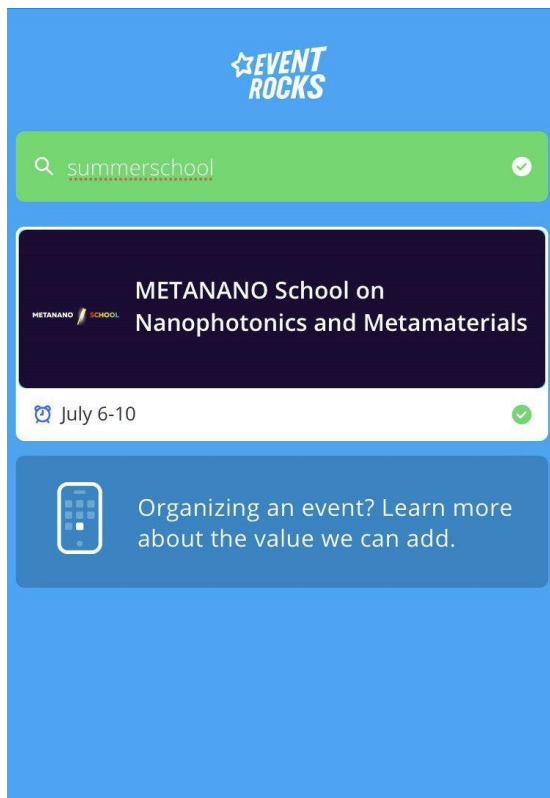 EVENT
ROCKS
summerschool
METANANO SCHOOL
METANANO School on
Nanophotonics and Metamaterials
July 6-10
Organizing an event? Learn more
about the value we can add.